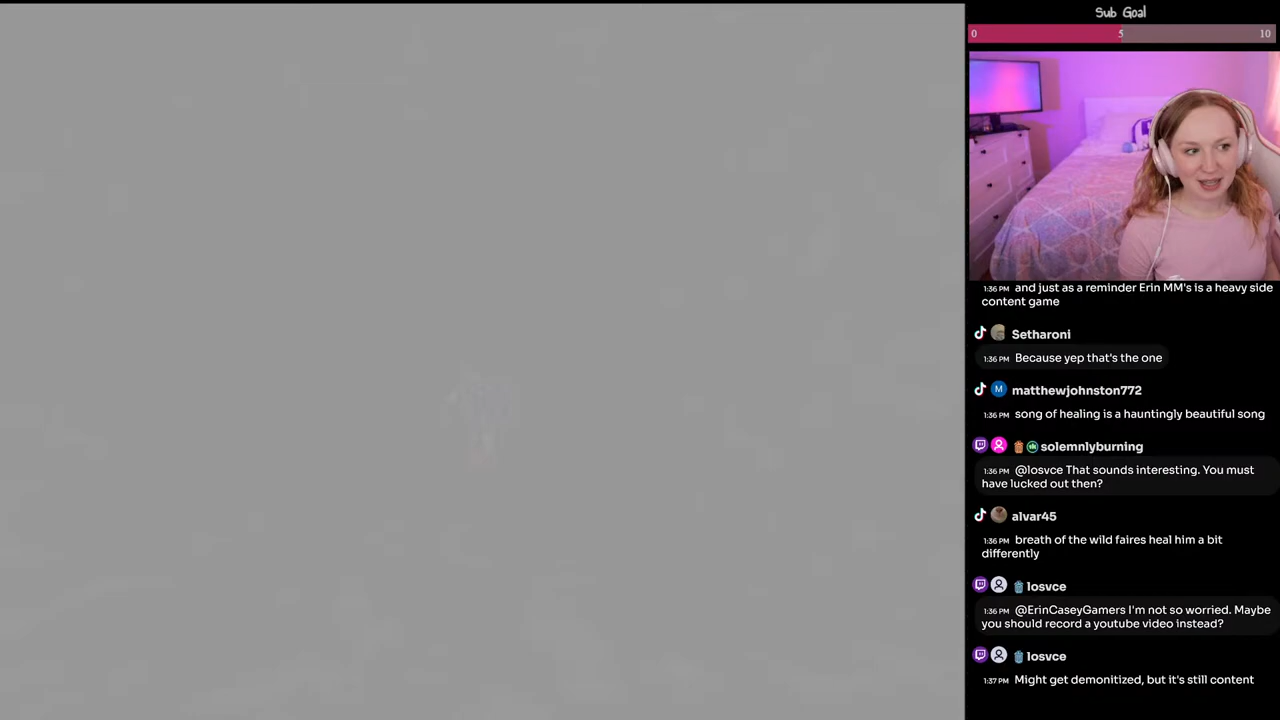 Sub Goal
0 5 10
1:36 PM and just as a reminder Erin MM's is a heavy side
content game
Setharoni
1:36 PM Because yep that's the one
M matthewjohnston772
1:36 PM song of healing is a hauntingly beautiful song
solemnlyburning
1:36 PM @losvce That sounds interesting. You must
have lucked out then?
alvar45
1:36 PM breath of the wild faires heal him a bit
differently
losvce
1:36 PM @ErinCaseyGamers I'm not so worried. Maybe
you should record a youtube video instead?
losvce
1:37 PM Might get demonitized, but it's still content